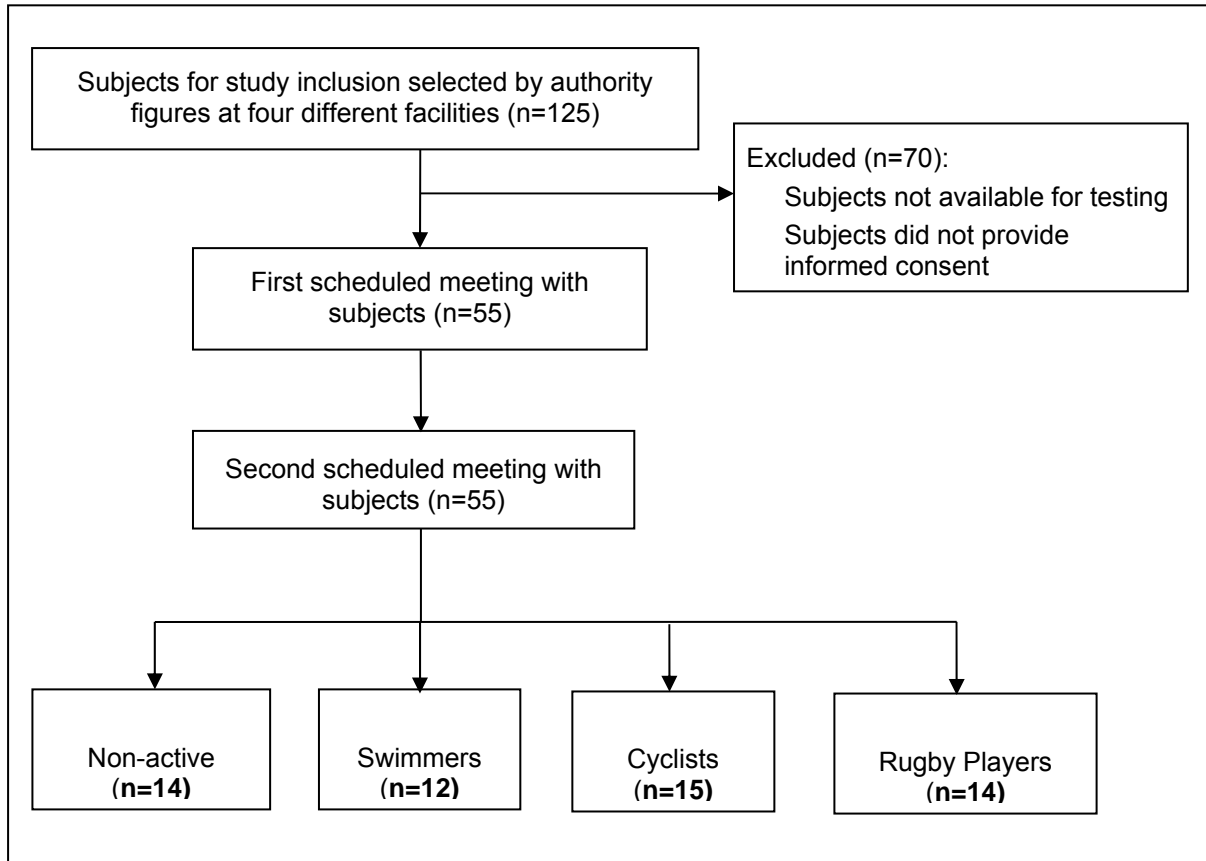 Subjects for study inclusion selected by authority
figures at four different facilities (n=125)
Excluded (n=70):
Subjects not available for testing
Subjects did not provide
informed consent
First scheduled meeting with
subjects (n=55)
Second scheduled meeting with
subjects (n=55)
Non-active
(n=14)
Swimmers
(n=12)
Cyclists
(n=15)
Rugby Players
(n=14)